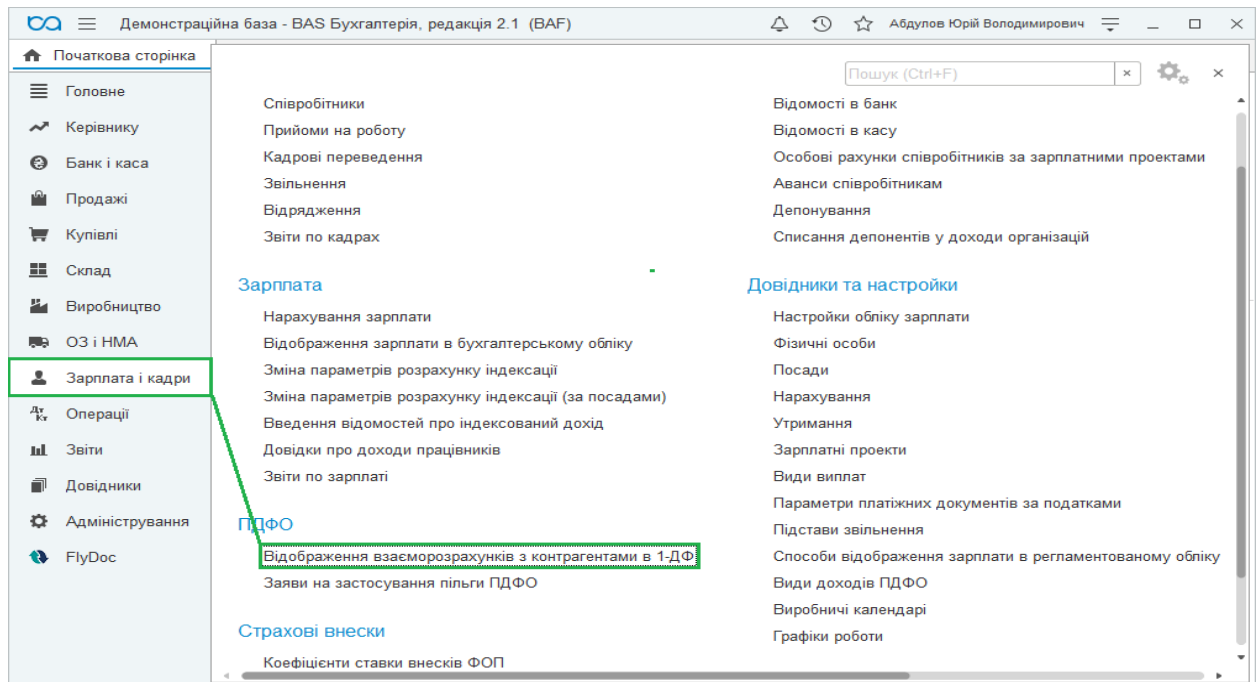 Демонстраційна база - BAS Бухгалтерія, редакція 2.1 (BAF)
Абдулов Юрій Володимирович
Початкова сторінка
Пошук (Ctrl+F)
Головне
Керівнику
Банк і каса
Продажі
Купівлі
Склад
Виробництво
ОЗ і НМА
Зарплата і кадри
Операції
Звіти
Довідники
Адміністрування
FlyDoc
Співробітники
Прийоми на роботу
Кадрові переведення
Звільнення
Відрядження
Звіти по кадрах
Зарплата
Нарахування зарплати
Відображення зарплати в бухгалтерському обліку
Зміна параметрів розрахунку індексації
Зміна параметрів розрахунку індексації (за посадами)
Введення відомостей про індексований дохід
Довідки про доходи працівників
Звіти по зарплаті
ПДФО
Відображення взаєморозрахунків з контрагентами в 1-ДФ
Заяви на застосування пільги ПДФО
Страхові внески
Коефіцієнти ставки внесків ФОП
Відомості в банк
Відомості в касу
Особові рахунки співробітників за зарплатними проектами
Аванси співробітникам
Депонування
Списання депонентів у доходи організацій
Довідники та настройки
Настройки обліку зарплати
Фізичні особи
Посади
Нарахування
Утримання
Зарплатні проекти
Види виплат
Параметри платіжних документів за податками
Підстави звільнення
Способи відображення зарплати в регламентованому обліку
Види доходів ПДФО
Виробничі календарі
Графіки роботи